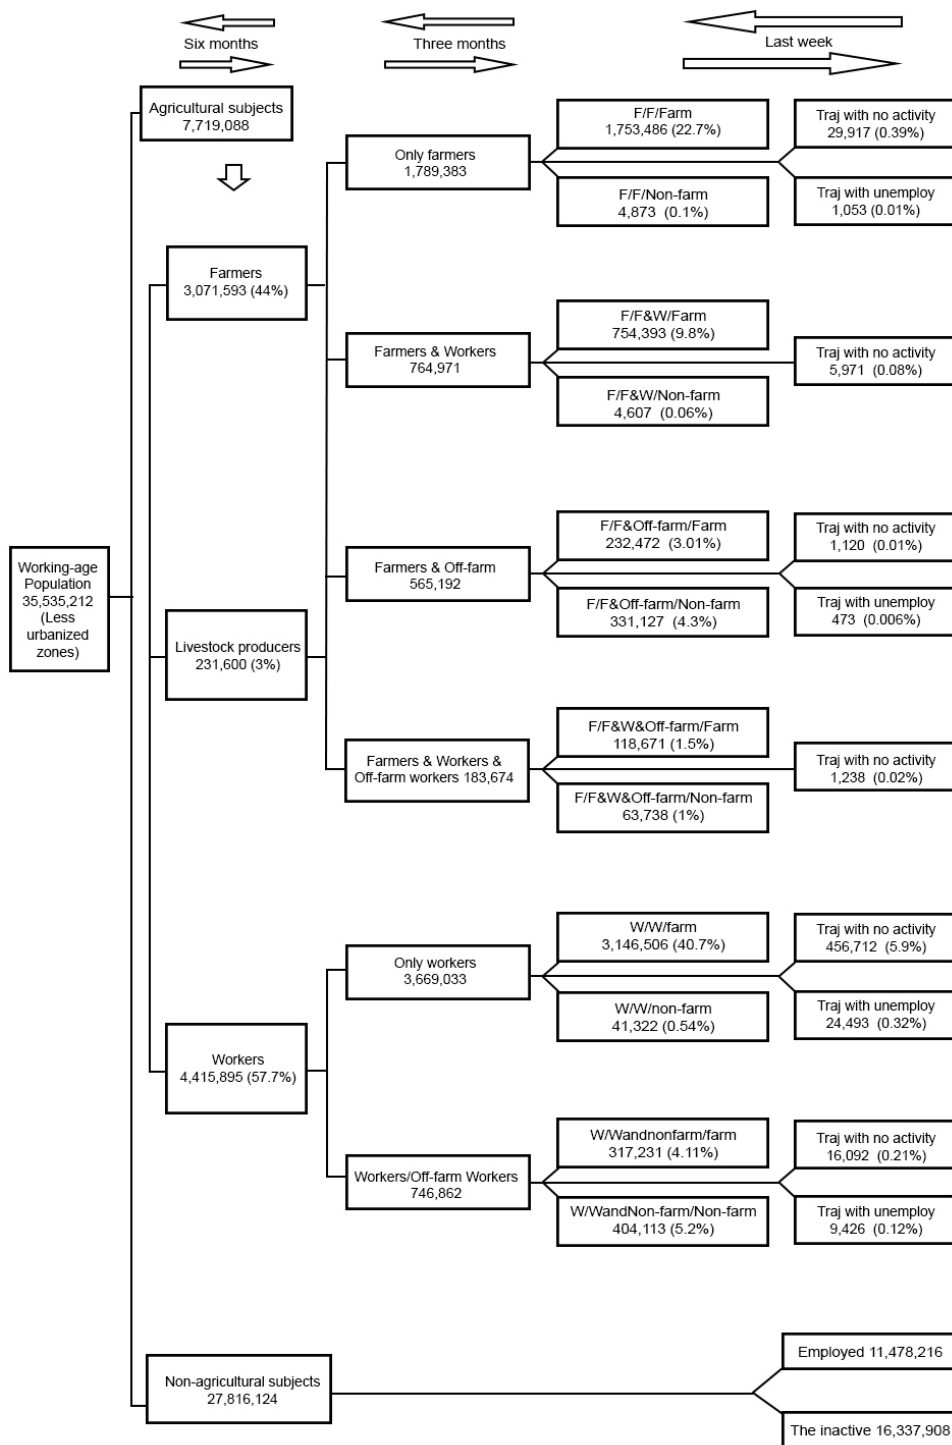 Six months
Three months
Last week
Agricultural subjects
7,719,088
Only farmers
1,789,383
F/F/Farm
1,753,486 (22.7%)
Traj with no activity
29,917 (0.39%)
F/F/Non-farm
4,873 (0.1%)
Traj with unemploy
1,053 (0.01%)
Farmers
3,071,593 (44%)
Farmers & Workers
764,971
F/F&W/Farm
754,393 (9.8%)
Traj with no activity
5,971 (0.08%)
F/F&W/Non-farm
4,607 (0.06%)
Working-age
Population
35,535,212
(Less
urbanized
zones)
Farmers & Off-farm
565,192
F/F&Off-farm/Farm
232,472 (3.01%)
Traj with no activity
1,120 (0.01%)
F/F&Off-farm/Non-farm
331,127 (4.3%)
Traj with unemploy
473 (0.006%)
Livestock producers
231,600 (3%)
Farmers & Workers &
Off-farm workers 183,674
F/F&W&Off-farm/Farm
118,671 (1.5%)
Traj with no activity
1,238 (0.02%)
F/F&W&Off-farm/Non-farm
63,738 (1%)
Only workers
3,669,033
W/W/farm
3,146,506 (40.7%)
Traj with no activity
456,712 (5.9%)
W/W/non-farm
41,322 (0.54%)
Traj with unemploy
24,493 (0.32%)
Workers
4,415,895 (57.7%)
Workers/Off-farm Workers
746,862
W/Wandnonfarm/farm
317,231 (4.11%)
Traj with no activity
16,092 (0.21%)
W/WandNon-farm/Non-farm
404,113 (5.2%)
Traj with unemploy
9,426 (0.12%)
Non-agricultural subjects
27,816,124
Employed 11,478,216
The inactive 16,337,908